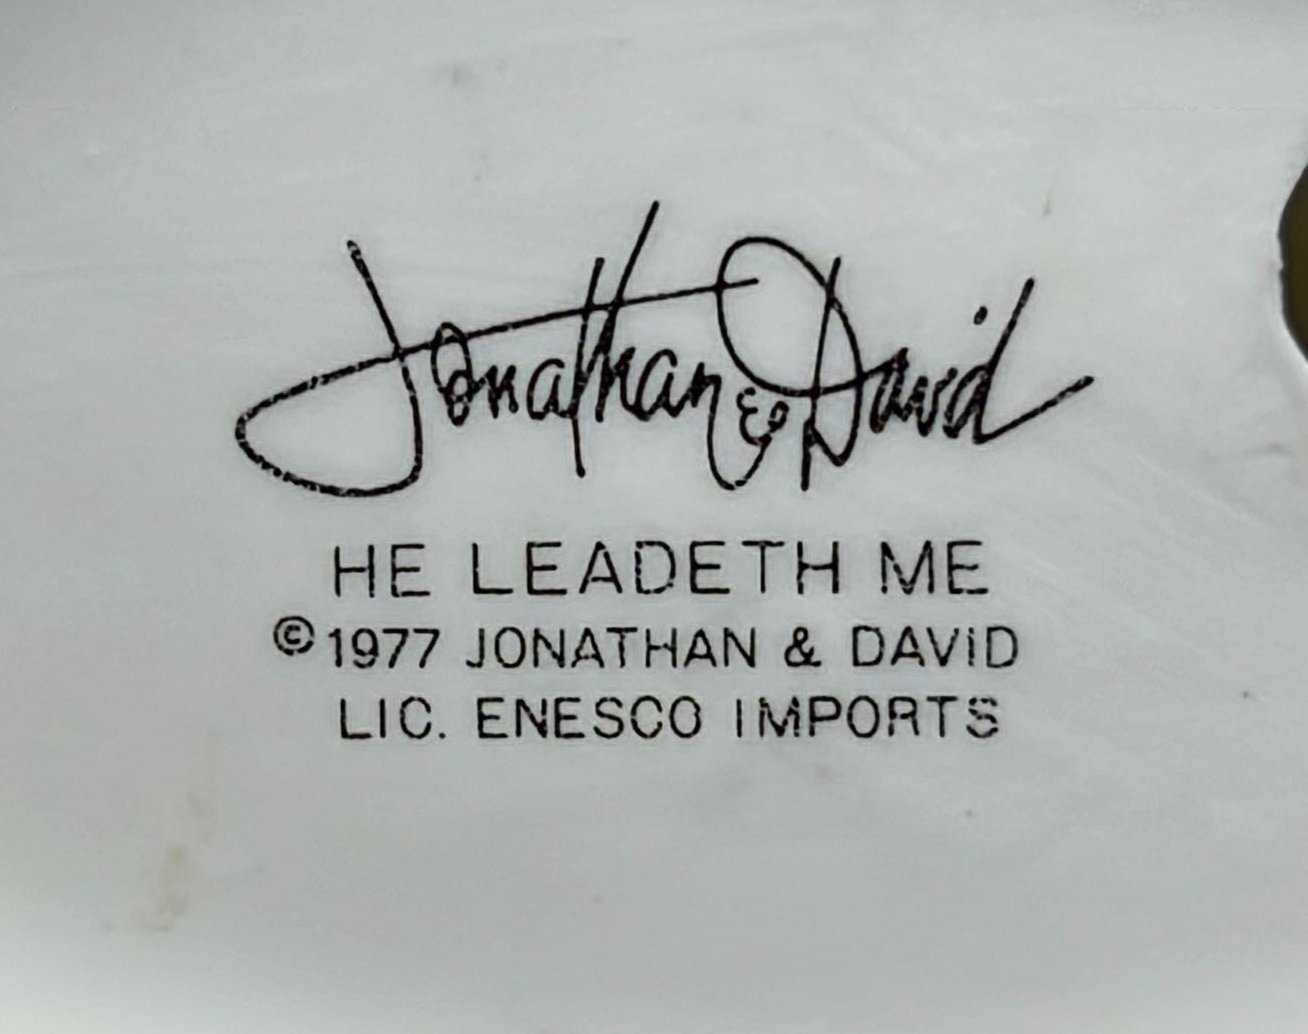 Jonathan & David
HE LEADETH ME
©1977 JONATHAN & DAVID
LIC. ENESCO IMPORTS